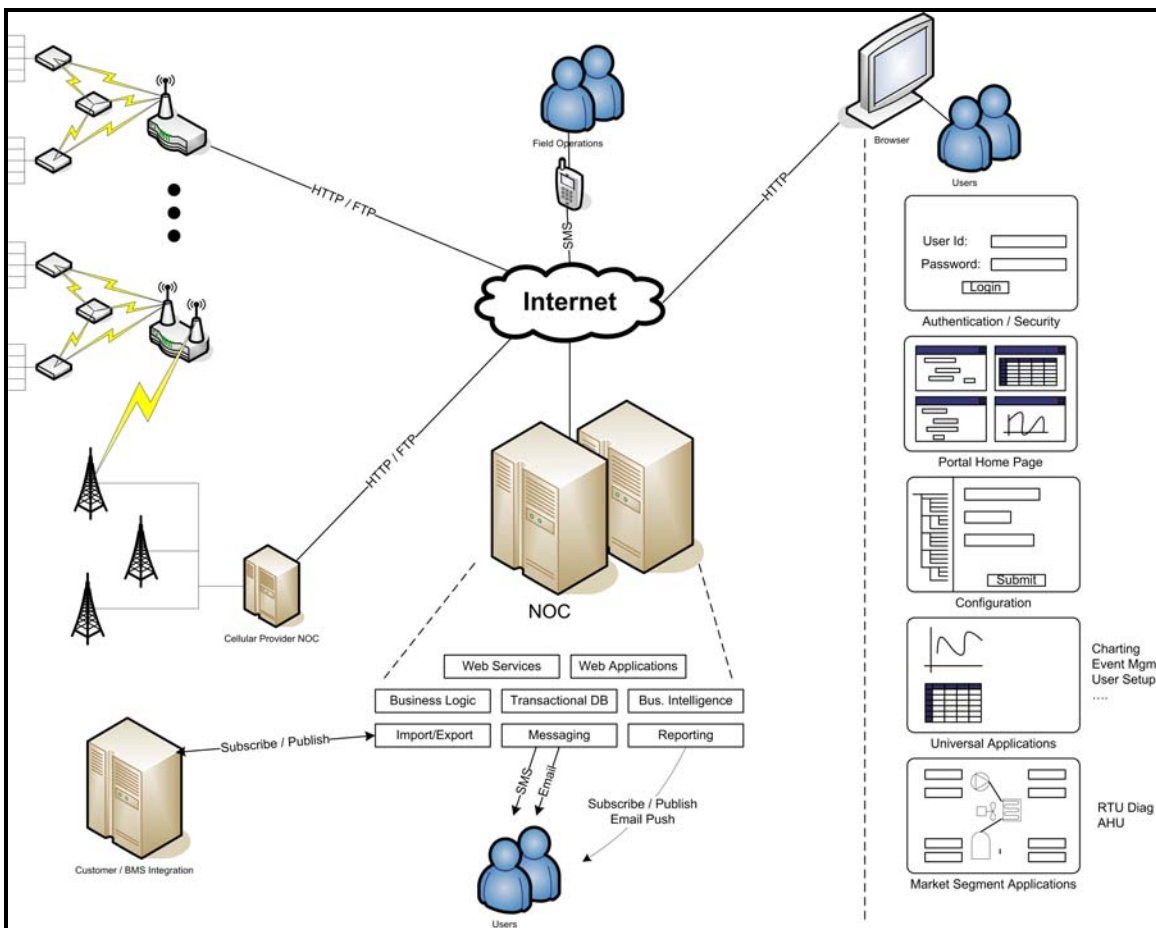 Field Operations
Browser
Users
HTTP / FTP
SMS
HTTP
Internet
User Id:
Password:
Login
Authentication / Security
Portal Home Page
HTTP / FTP
Submit
Configuration
NOC
Cellular Provider NOC
Web Services
Web Applications
Business Logic
Transactional DB
Bus. Intelligence
Import/Export
Messaging
Reporting
Subscribe / Publish
SMS
Email
Subscribe / Publish
Email Push
Customer / BMS Integration
Users
Charting
Event Mgm
User Setup
....
Universal Applications
RTU Diag
AHU
Market Segment Applications